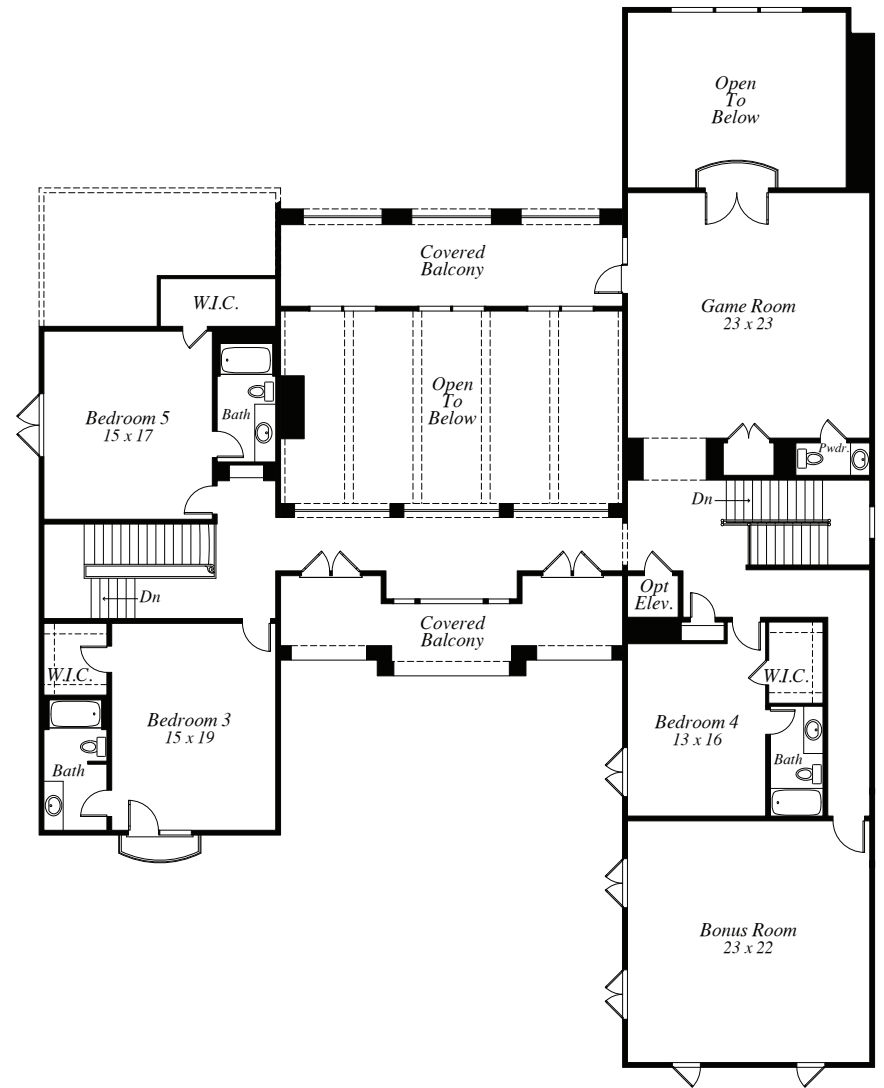 Open
To
Below
Covered
Balcony
W.I.C.
Game Room
23 x 23
Open
To
Below
Bedroom 5
15 x 17
Bath
Pwdr.
Dn
Dn
Opt
Elev.
Covered
Balcony
W.I.C.
W.I.C.
Bedroom 3
15 x 19
Bedroom 4
13 x 16
Bath
Bath
Bonus Room
23 x 22